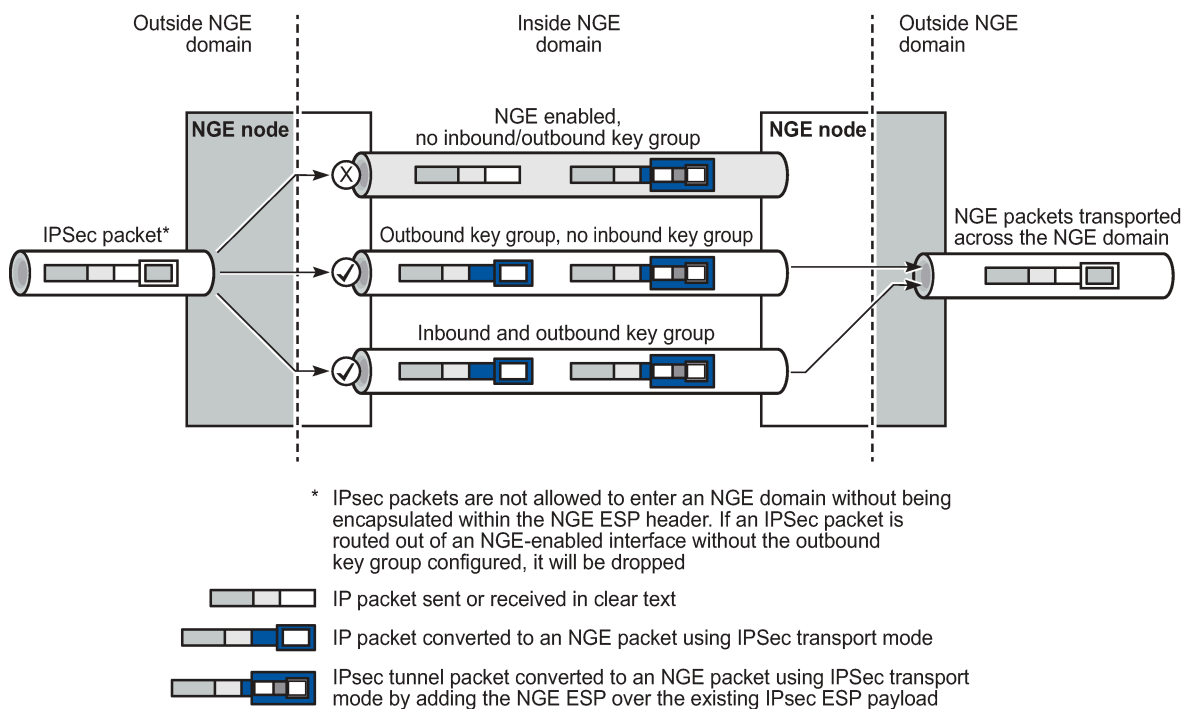 Outside NGE
domain
Inside NGE
domain
Outside NGE
domain
NGE node
NGE enabled,
no inbound/outbound key group
NGE node
X
IPSec packet*
Outbound key group, no inbound key group
NGE packets transported
across the NGE domain
Inbound and outbound key group
* IPsec packets are not allowed to enter an NGE domain without being
encapsulated within the NGE ESP header. If an IPSec packet is
routed out of an NGE-enabled interface without the outbound
key group configured, it will be dropped
IP packet sent or received in clear text
IP packet converted to an NGE packet using IPSec transport mode
IPsec tunnel packet converted to an NGE packet using IPSec transport
mode by adding the NGE ESP over the existing IPsec ESP payload